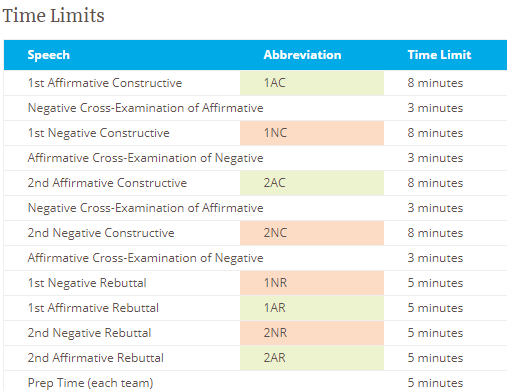 Time Limits
Speech Abbreviation Time Limit
1st Affirmative Constructive 1AC 8 minutes
Negative Cross-Examination of Affirmative 3 minutes
1st Negative Constructive 1NC 8 minutes
Affirmative Cross-Examination of Negative 3 minutes
2nd Affirmative Constructive 2AC 8 minutes
Negative Cross-Examination of Affirmative 3 minutes
2nd Negative Constructive 2NC 8 minutes
Affirmative Cross-Examination of Negative 3 minutes
1st Negative Rebuttal 1NR 5 minutes
1st Affirmative Rebuttal 1AR 5 minutes
2nd Negative Rebuttal 2NR 5 minutes
2nd Affirmative Rebuttal 2AR 5 minutes
Prep Time (each team) 5 minutes